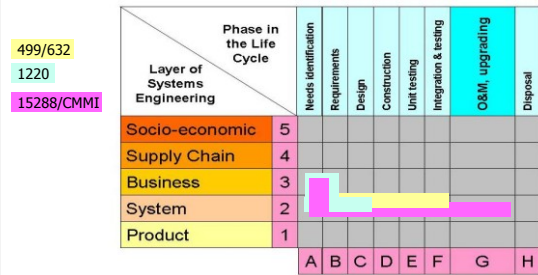 499/632
1220
15288/CMMI
Phase in
the Life
Cycle
Layer of
Systems
Engineering
Needs identification
Requirements
Design
Construction
Unit testing
Integration & testing
O&M, upgrading
Disposal
Socio-economic 5
Supply Chain 4
Business 3
System 2
Product 1
A B C D E F G H